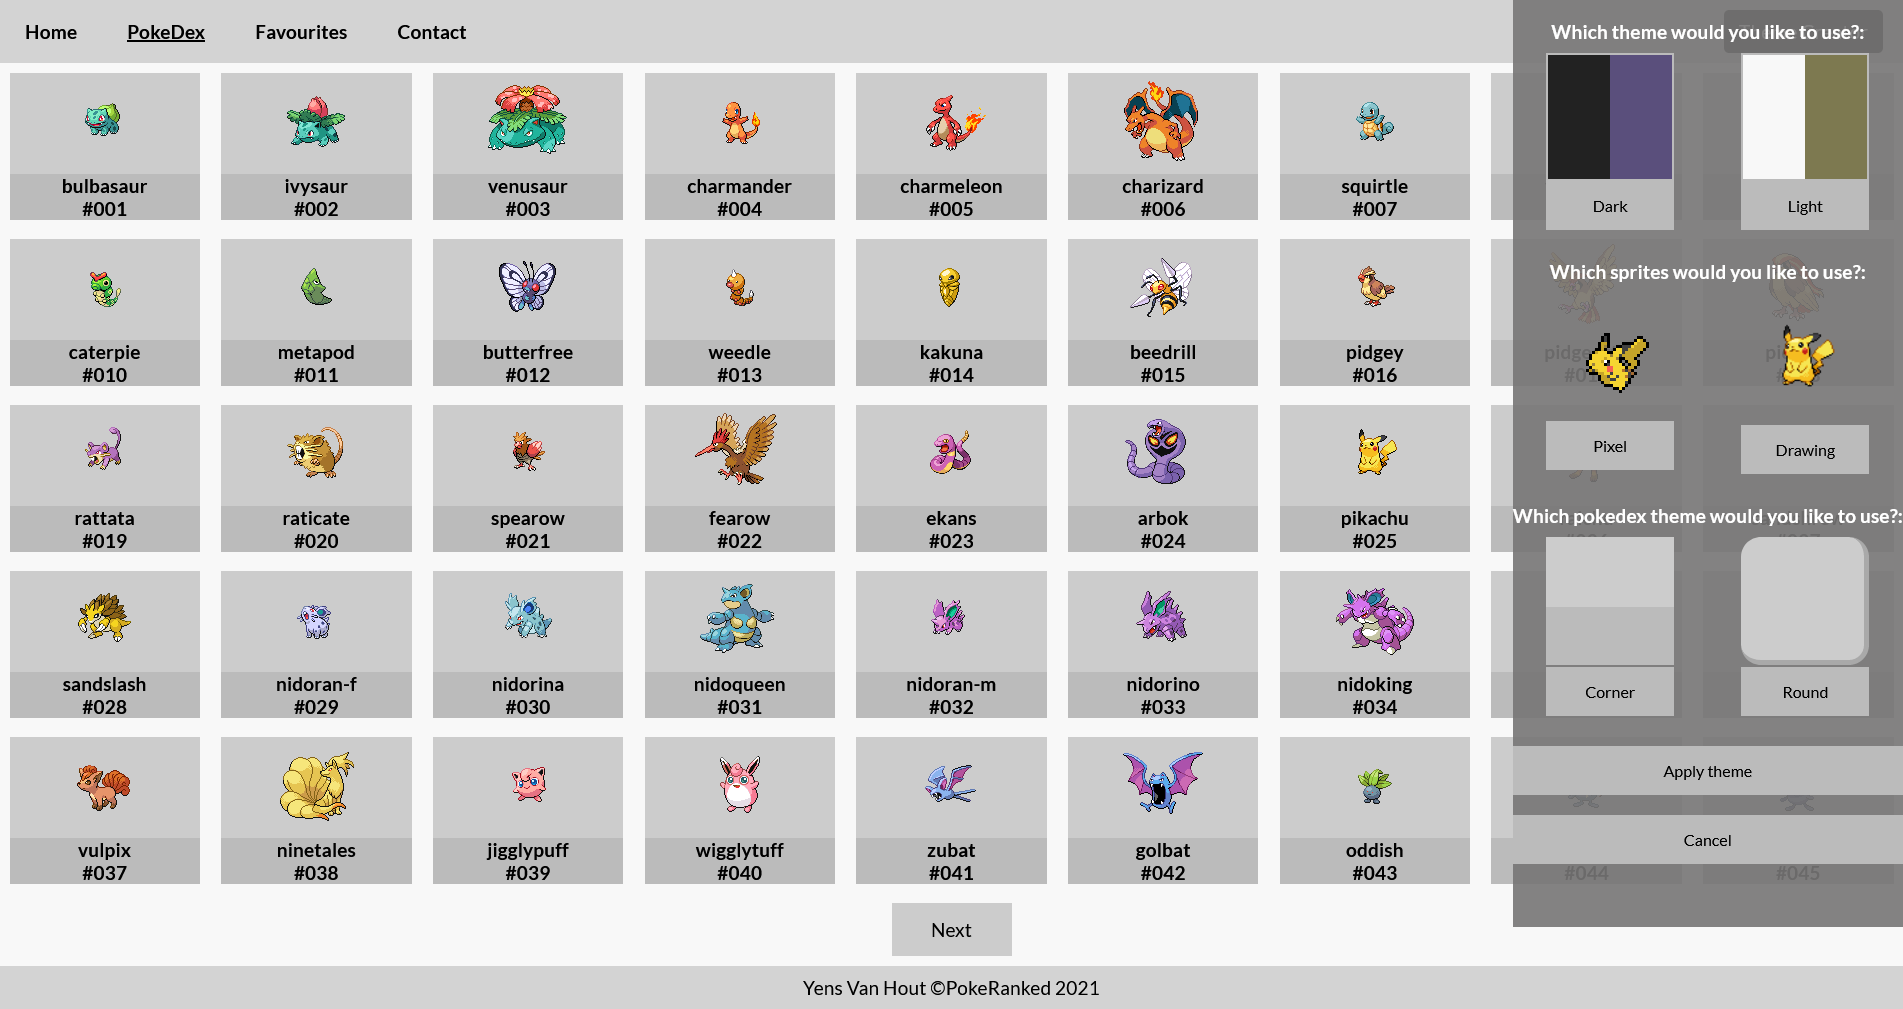 Home PokeDex Favourites Contact
bulbasaur ivysaur venusaur charmander charmeleon charizard squirtle
#001 #002 #003 #004 #005 #006 #007
caterpie metapod butterfree weedle kakuna beedrill pidgey
#010 #011 #012 #013 #014 #015 #016
rattata raticate spearow fearow ekans arbok pikachu
#019 #020 #021 #022 #023 #024 #025
sandslash nidoran-f nidorina nidoqueen nidoran-m nidorino nidoking
#028 #029 #030 #031 #032 #033 #034
vulpix ninetales jigglypuff wigglytuff zubat golbat oddish
#037 #038 #039 #040 #041 #042 #043 #044 #045
Which theme would you like to use?:
Dark Light
Which sprites would you like to use?:
Pixel Drawing
Which pokedex theme would you like to use?:
Corner Round
Apply theme
Cancel
Next
Yens Van Hout ©PokeRanked 2021